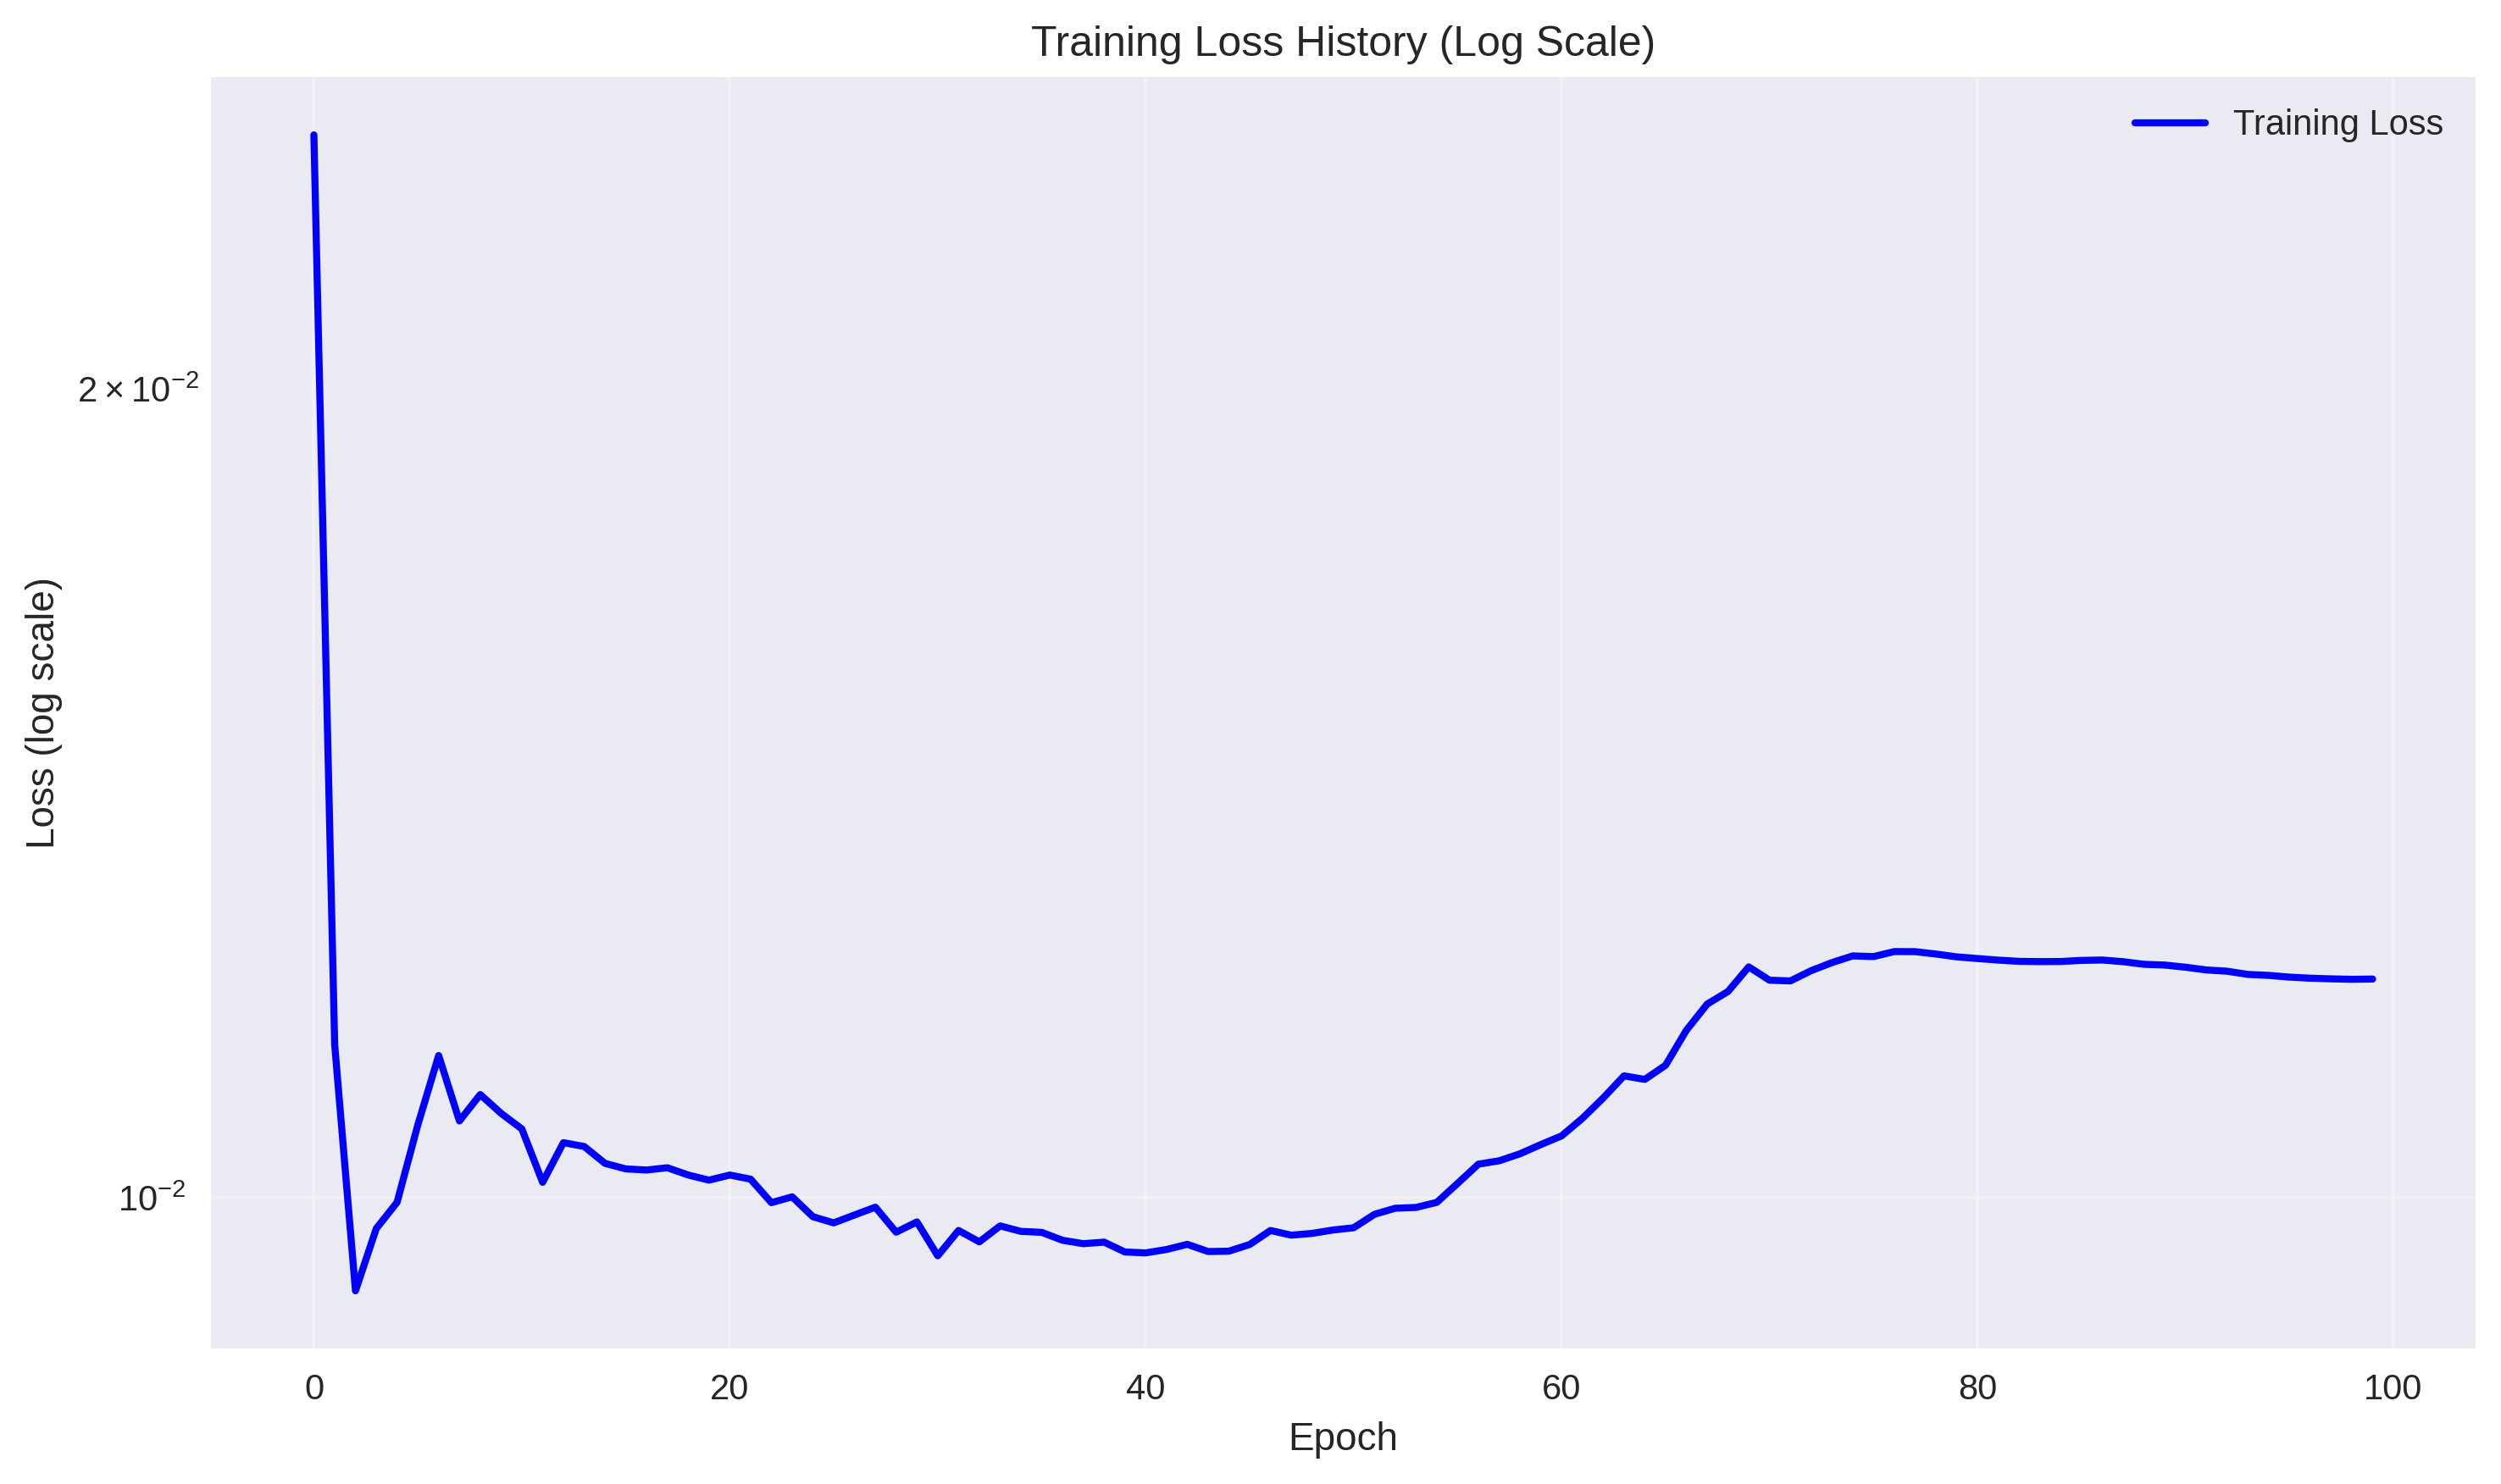 Training Loss History (Log Scale)
Training Loss
2 × 10⁻²
Loss (log scale)
10⁻²
0 20 40 60 80 100
Epoch